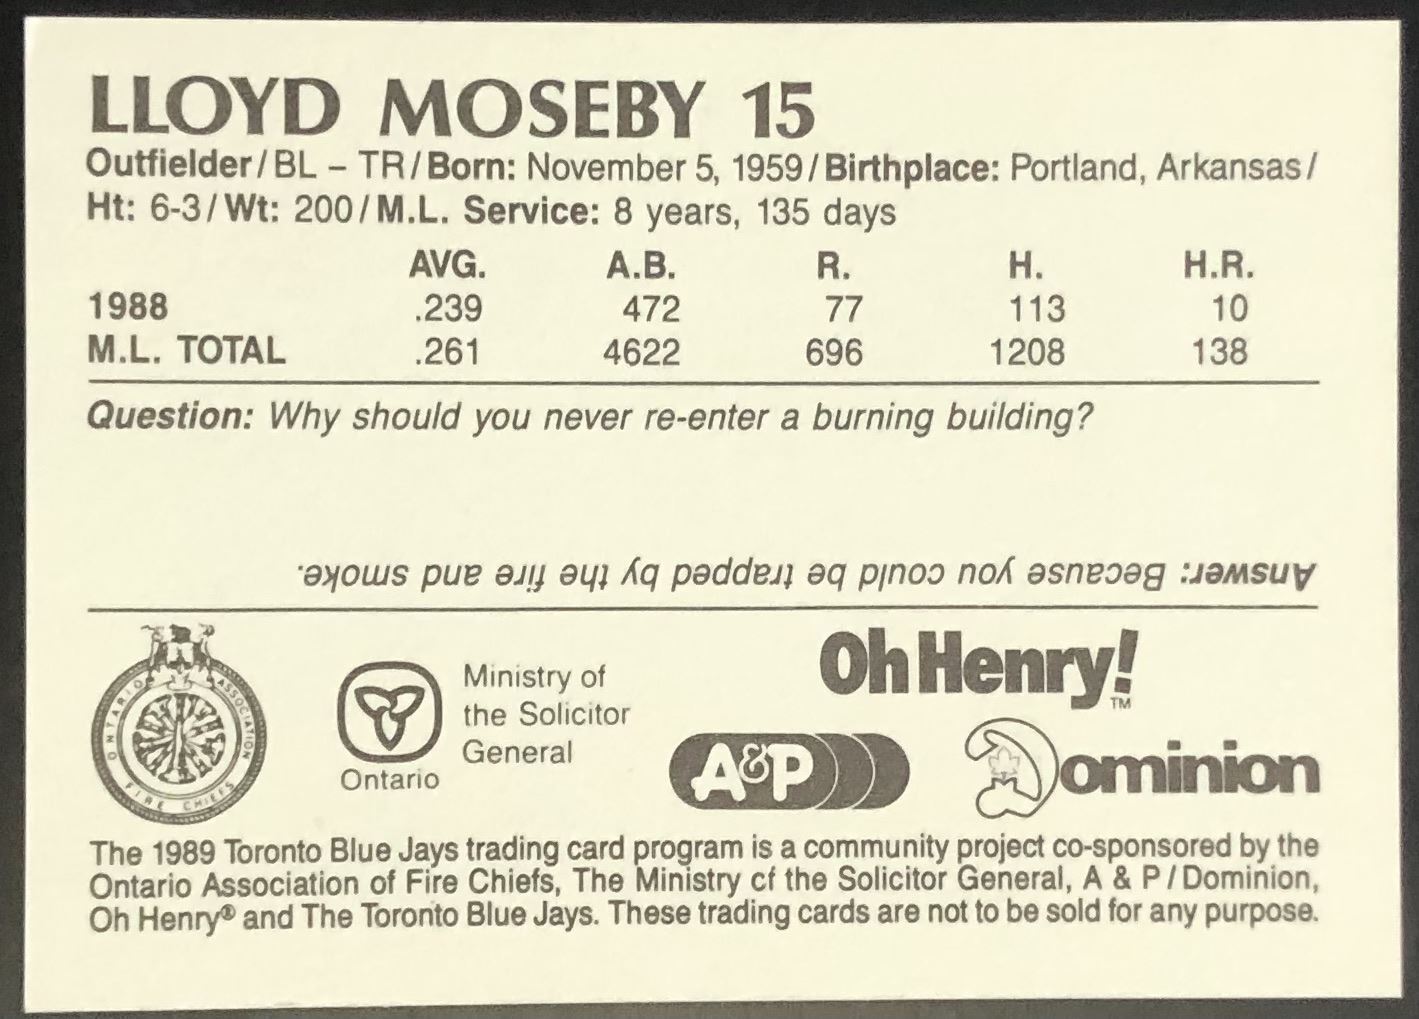 LLOYD MOSEBY 15
Outfielder/BL – TR/Born: November 5, 1959/Birthplace: Portland, Arkansas/
Ht: 6-3/Wt: 200/M.L. Service: 8 years, 135 days
AVG. A.B. R. H. H.R.
1988 .239 472 77 113 10
M.L. TOTAL .261 4622 696 1208 138
Question: Why should you never re-enter a burning building?
Answer: Because you could be trapped by the fire and smoke.
ONTARIO ASSOCIATION
FIRE CHIEFS
Ontario
Ministry of
the Solicitor
General
Oh Henry!
TM
A&P
Dominion
The 1989 Toronto Blue Jays trading card program is a community project co-sponsored by the
Ontario Association of Fire Chiefs, The Ministry cf the Solicitor General, A & P/Dominion,
Oh Henry® and The Toronto Blue Jays. These trading cards are not to be sold for any purpose.